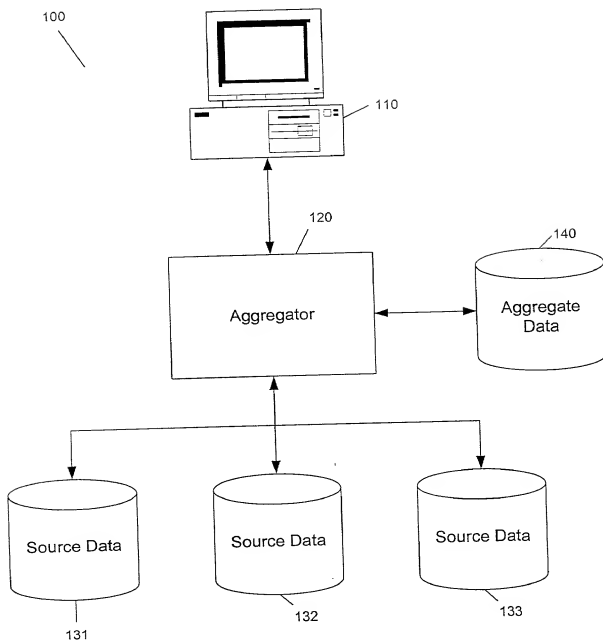 100
110
120
140
Aggregator
Aggregate
Data
Source Data
Source Data
Source Data
131
132
133